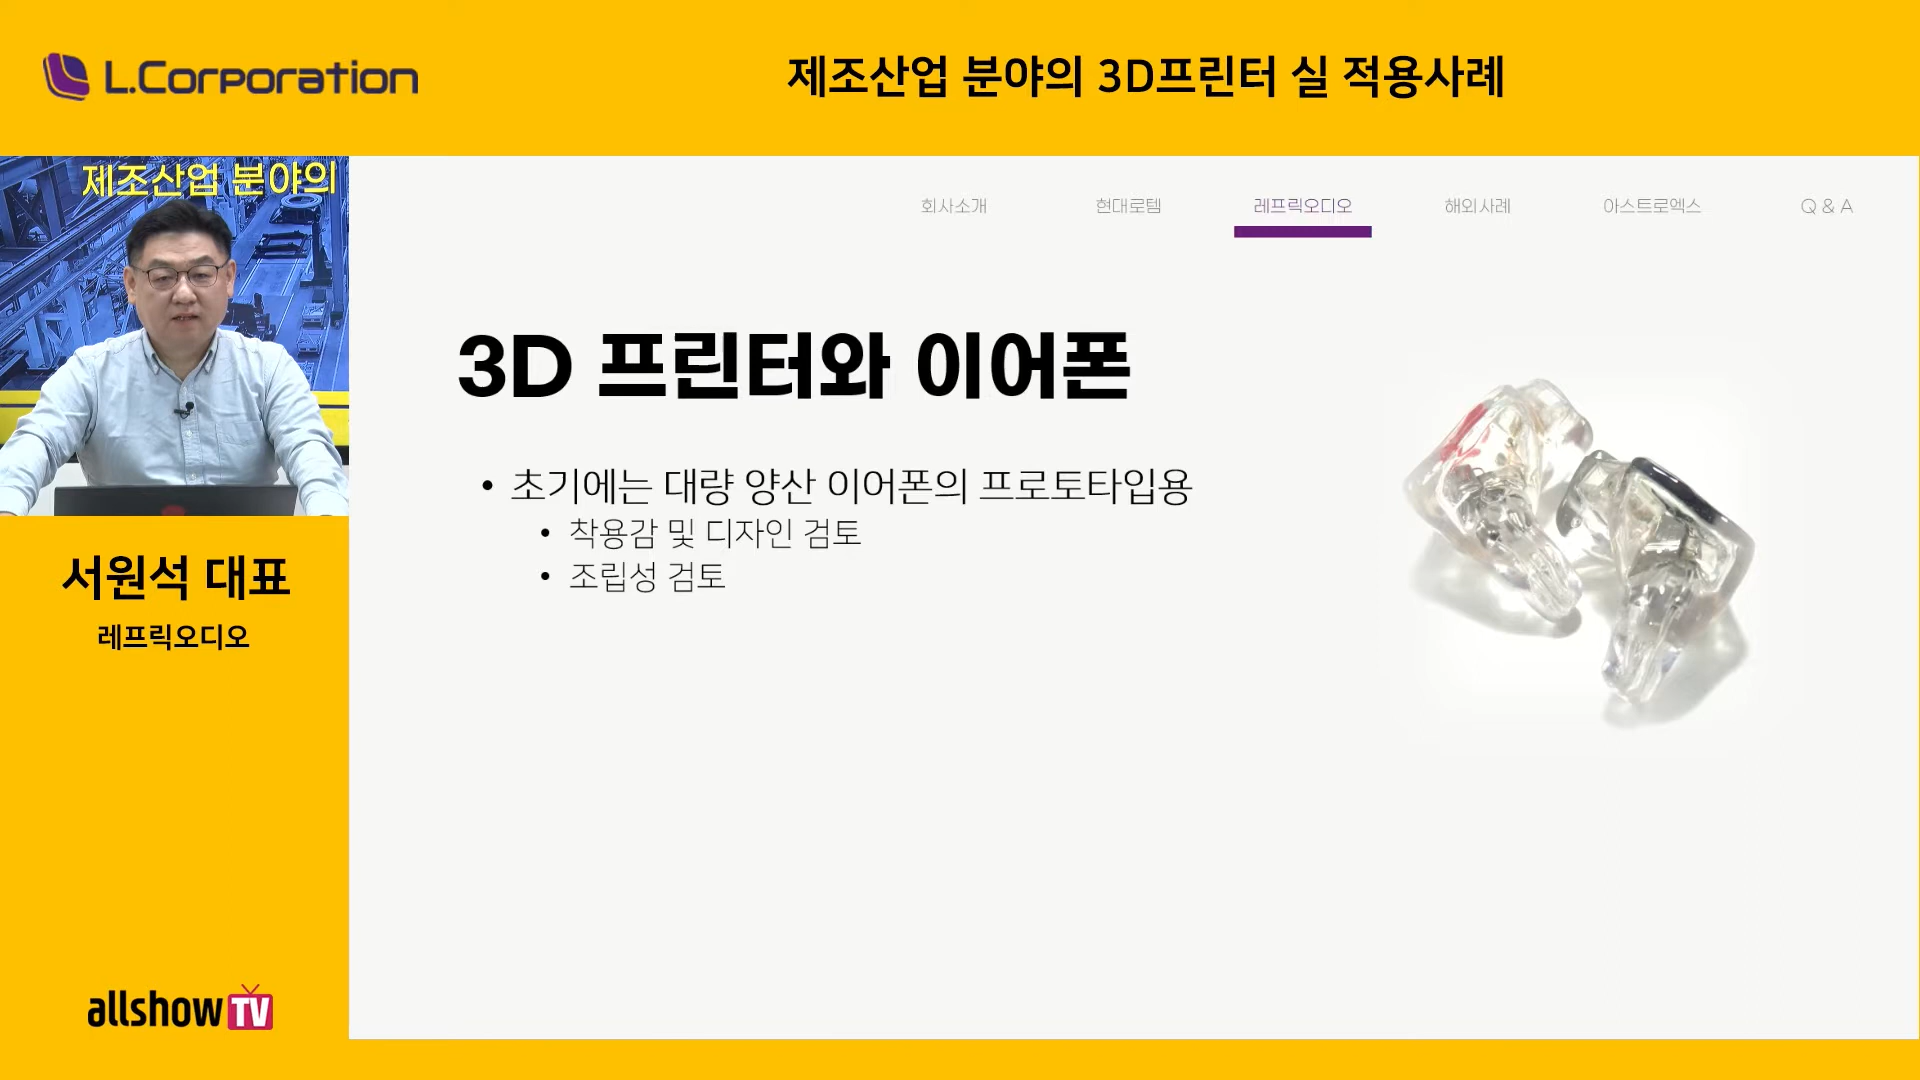 L.Corporation
제조산업 분야의 3D프린터 실 적용사례
제조산업 분야의
회사소개 현대로템 레프릭오디오 해외사례 아스트로엑스 Q & A
3D 프린터와 이어폰
• 초기에는 대량 양산 이어폰의 프로토타입용
• 착용감 및 디자인 검토
• 조립성 검토
서원석 대표
레프릭오디오
allshowTV